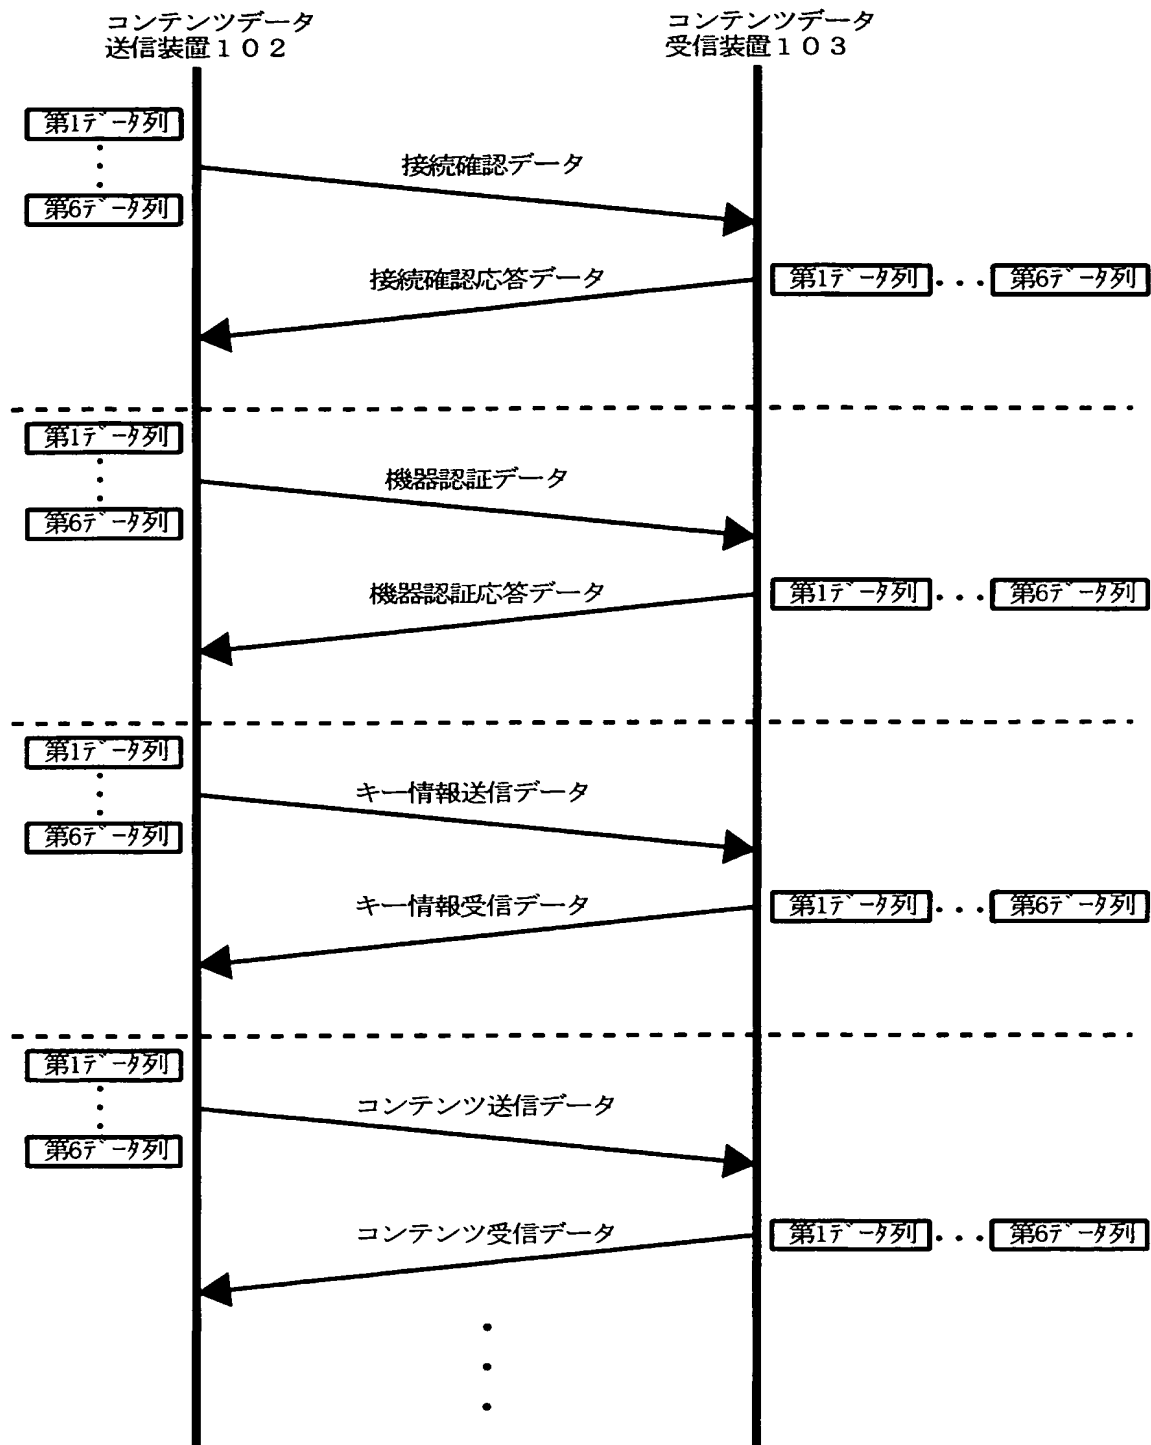 コンテンツデータ
送信装置１０２
コンテンツデータ
受信装置１０３
第1ﾃﾞｰﾀ列
第6ﾃﾞｰﾀ列
接続確認データ
接続確認応答データ
第1ﾃﾞｰﾀ列
第6ﾃﾞｰﾀ列
第1ﾃﾞｰﾀ列
第6ﾃﾞｰﾀ列
機器認証データ
機器認証応答データ
第1ﾃﾞｰﾀ列
第6ﾃﾞｰﾀ列
第1ﾃﾞｰﾀ列
第6ﾃﾞｰﾀ列
キー情報送信データ
キー情報受信データ
第1ﾃﾞｰﾀ列
第6ﾃﾞｰﾀ列
第1ﾃﾞｰﾀ列
第6ﾃﾞｰﾀ列
コンテンツ送信データ
コンテンツ受信データ
第1ﾃﾞｰﾀ列
第6ﾃﾞｰﾀ列